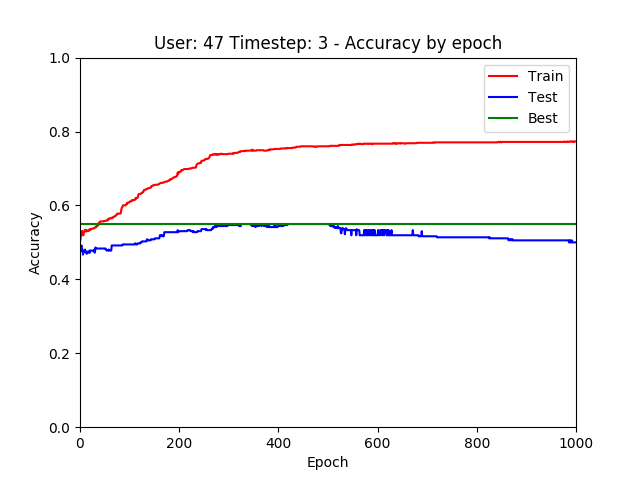 User: 47 Timestep: 3 - Accuracy by epoch
1.0
0.8
0.6
0.4
0.2
0.0
Accuracy
Train
Test
Best
0 200 400 600 800 1000
Epoch